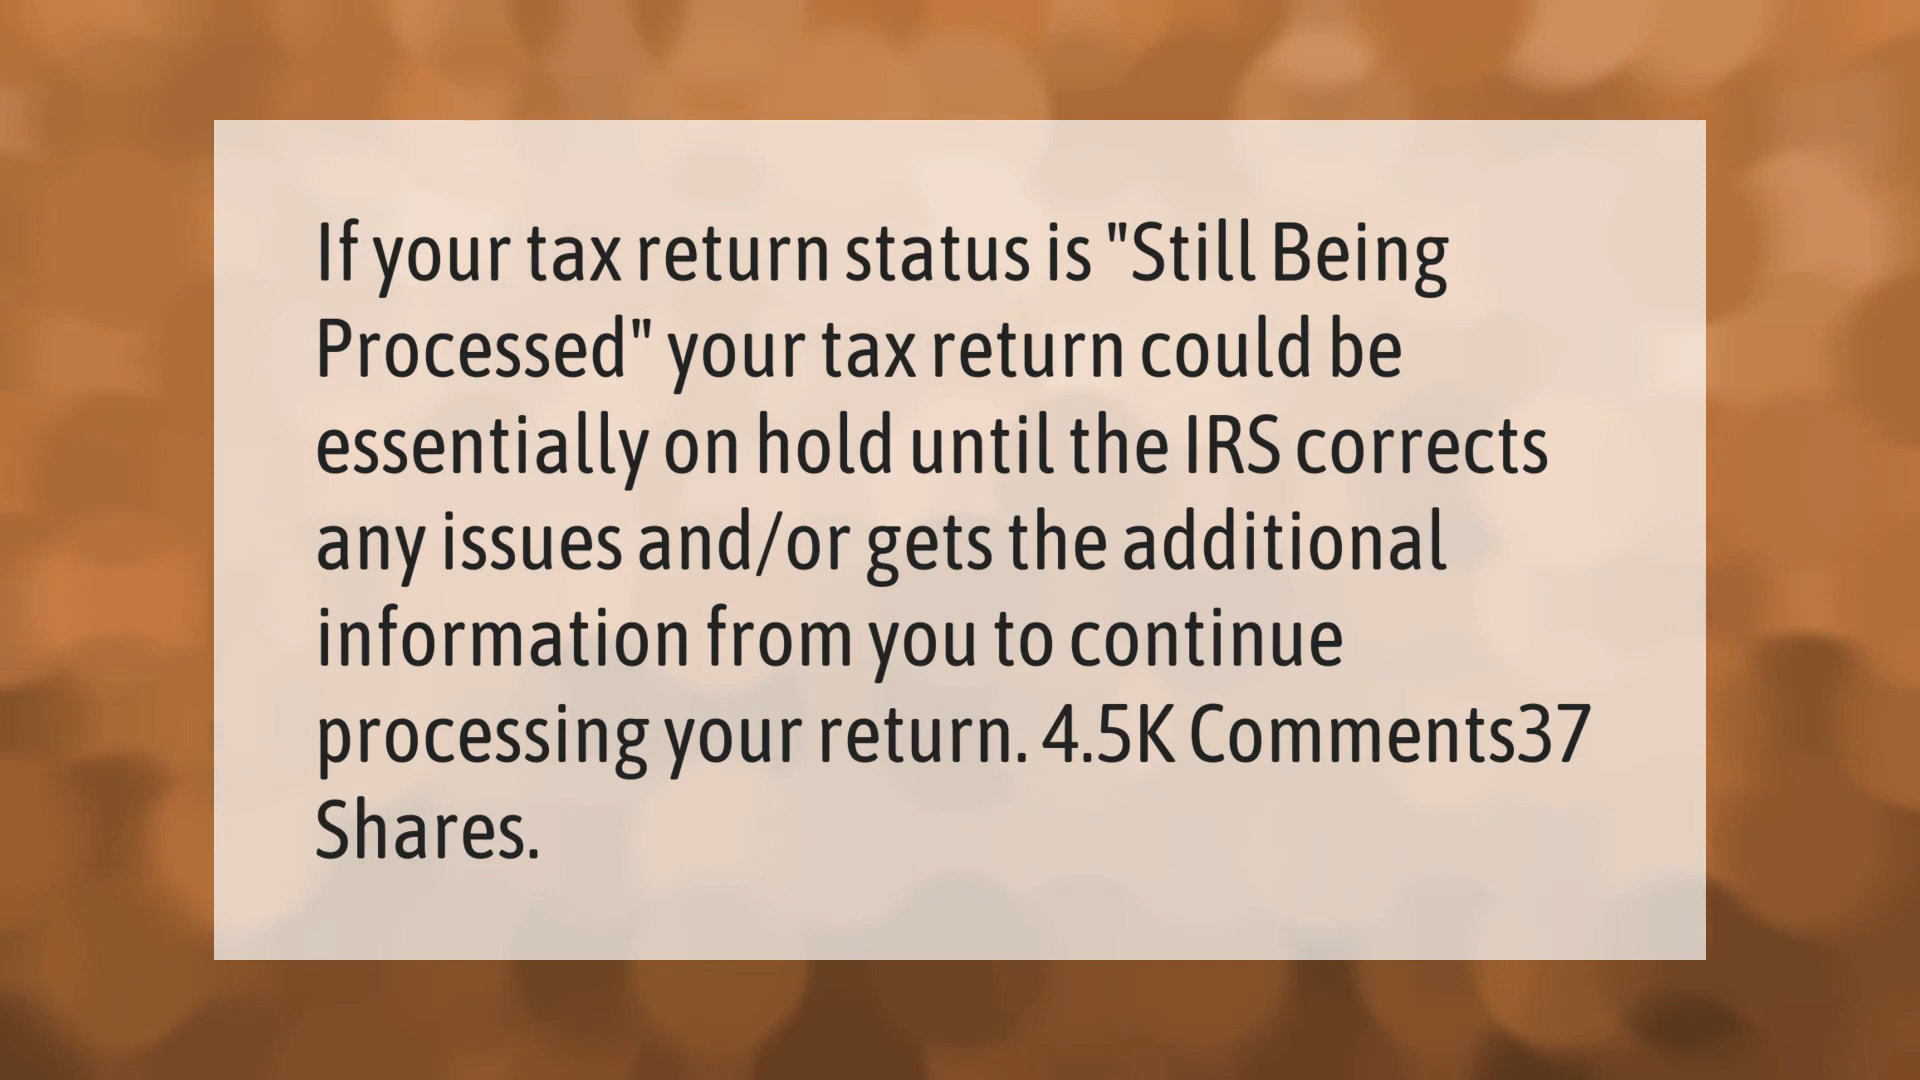 If your tax return status is "Still Being
Processed" your tax return could be
essentially on hold until the IRS corrects
any issues and/or gets the additional
information from you to continue
processing your return. 4.5K Comments37
Shares.